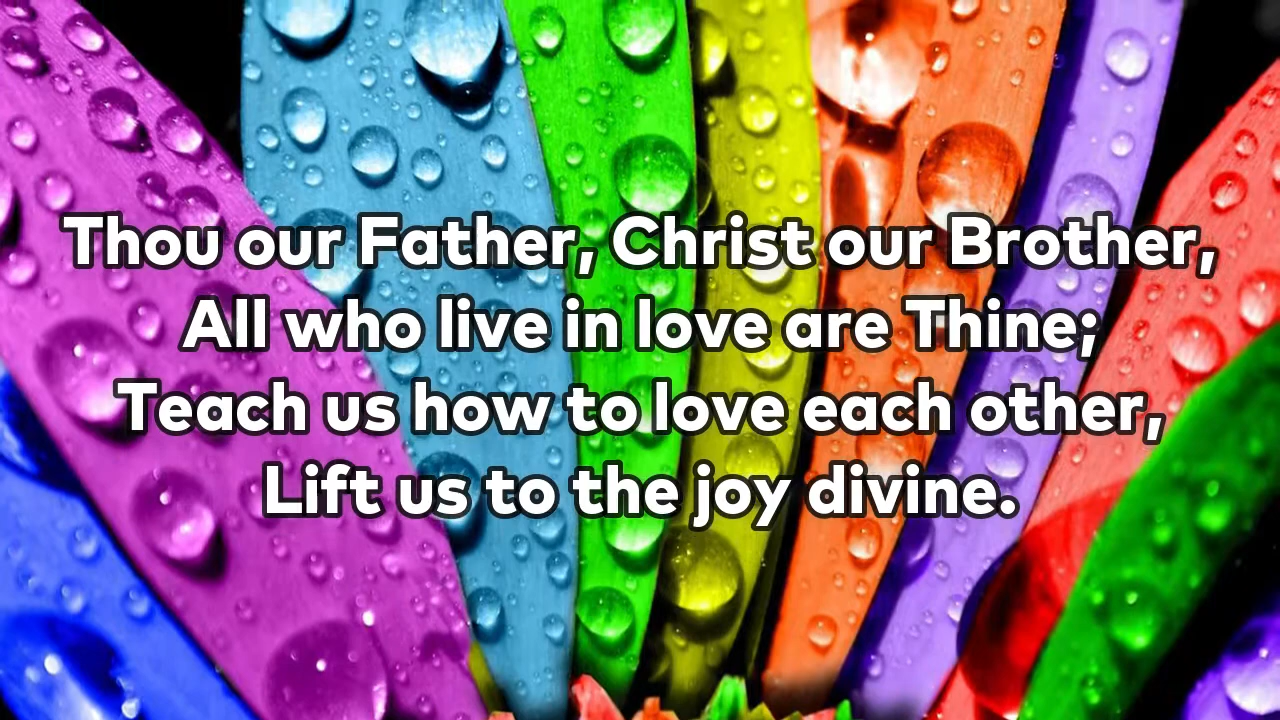 Thou our Father, Christ our Brother,
All who live in love are Thine;
Teach us how to love each other,
Lift us to the joy divine.